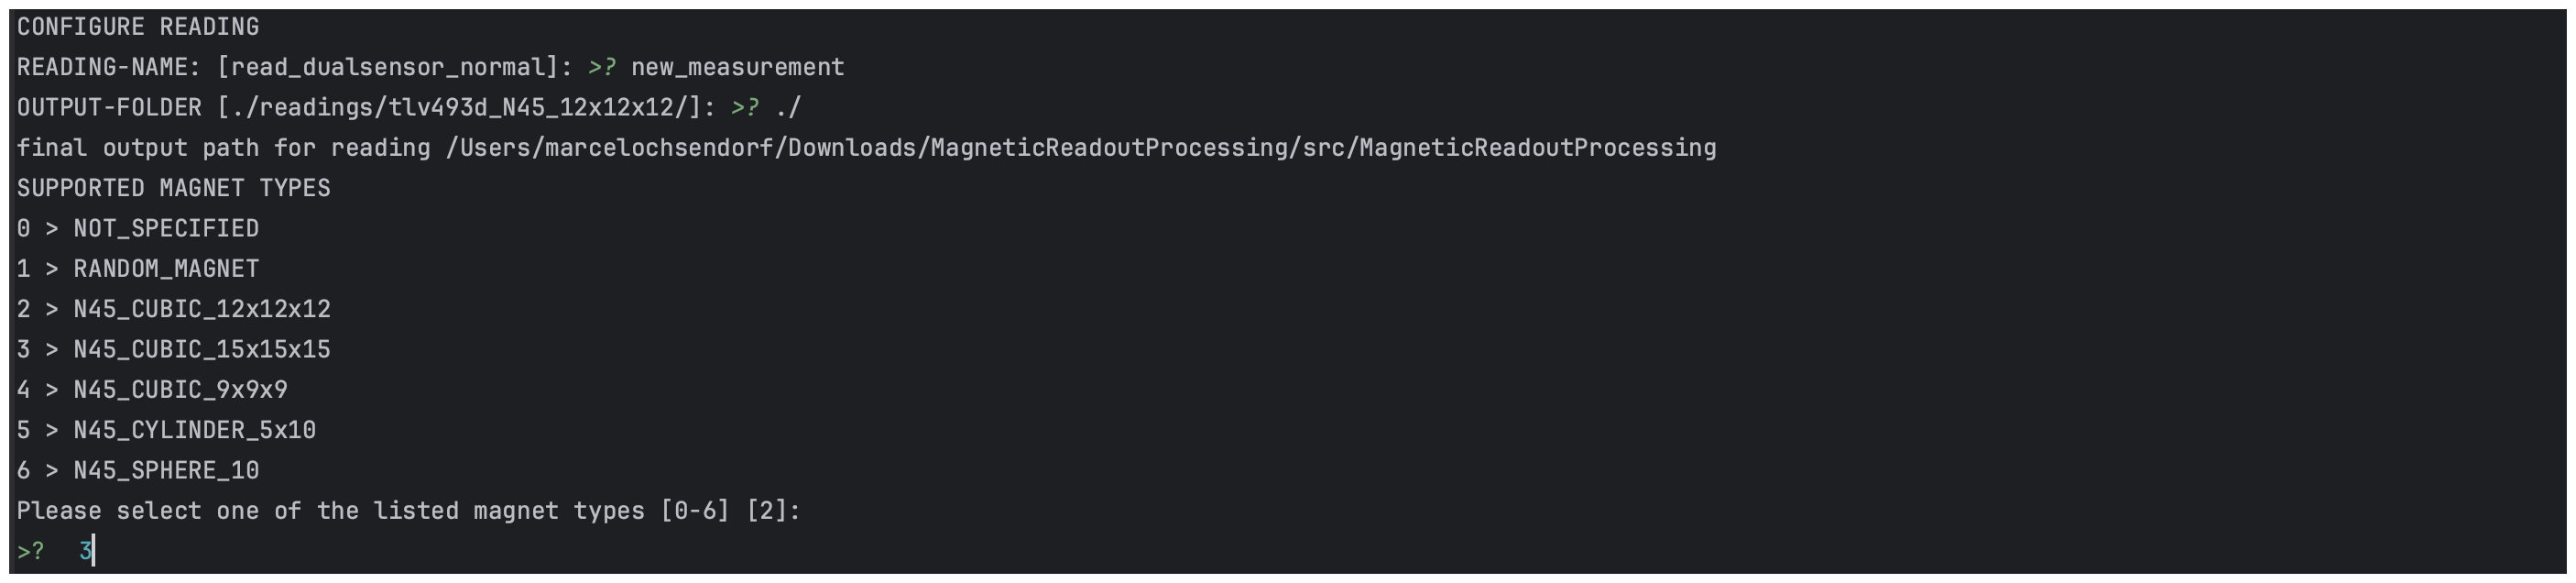 CONFIGURE READING
READING-NAME: [read_dualsensor_normal]: >? new_measurement
OUTPUT-FOLDER [./readings/tlv493d_N45_12x12x12/]: >? ./
final output path for reading /Users/marcelochsendorf/Downloads/MagneticReadoutProcessing/src/MagneticReadoutProcessing
SUPPORTED MAGNET TYPES
0 > NOT_SPECIFIED
1 > RANDOM_MAGNET
2 > N45_CUBIC_12x12x12
3 > N45_CUBIC_15x15x15
4 > N45_CUBIC_9x9x9
5 > N45_CYLINDER_5x10
6 > N45_SPHERE_10
Please select one of the listed magnet types [0-6] [2]:
>? 3